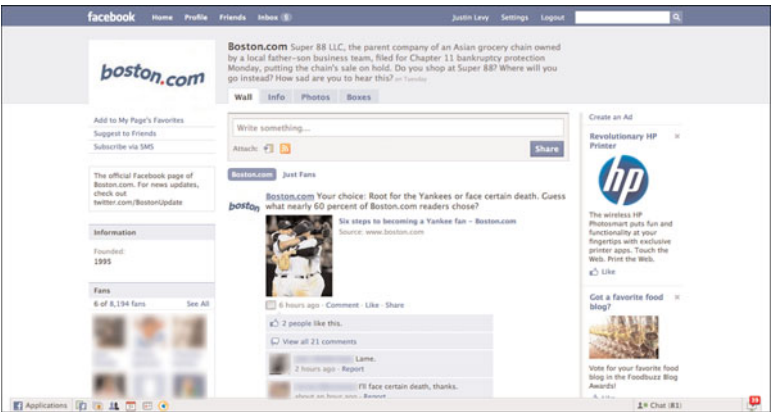 facebook Home Profile Friends Inbox 8 Justin Levy Settings Logout
boston.com
Boston.com Super 88 LLC, the parent company of an Asian grocery chain owned
by a local father-son business team, filed for Chapter 11 bankruptcy protection
Monday, putting the chain's sale on hold. Do you shop at Super 88? Where will you
go instead? How sad are you to hear this? on Tuesday
Wall Info Photos Boxes
Add to My Page's Favorites
Suggest to Friends
Subscribe via SMS
The official Facebook page of
Boston.com. For news updates,
check out
twitter.com/BostonUpdate
Information
Founded:
1995
Fans
6 of 8,194 fans See All
Write something...
Attach:
Share
Boston.com Just Fans
boston
Boston.com Your choice: Root for the Yankees or face certain death. Guess
what nearly 60 percent of Boston.com readers chose?
Six steps to becoming a Yankee fan - Boston.com
Source: www.boston.com
6 hours ago · Comment · Like · Share
2 people like this.
View all 21 comments
Lame.
2 hours ago · Report
I'll face certain death, thanks.
about an hour ago · Report
Create an Ad
Revolutionary HP
Printer
hp
The wireless HP
Photosmart puts fun and
functionality at your
fingertips with exclusive
printer apps. Touch the
Web. Print the Web.
Like
Got a favorite food
blog?
Vote for your favorite food
blog in the Foodbuzz Blog
Awards!
Like
Applications
Chat (81)